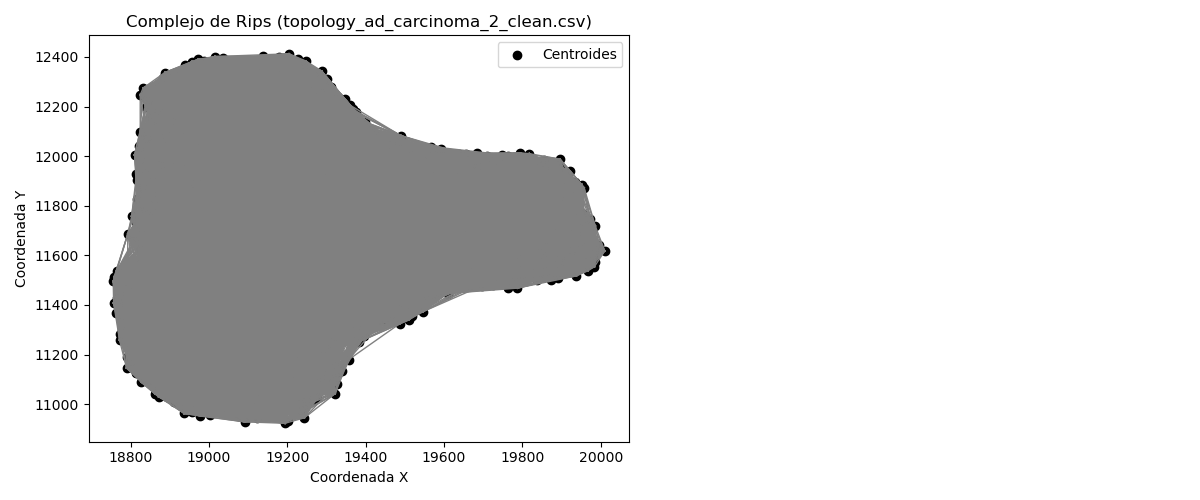 Complejo de Rips (topology_ad_carcinoma_2_clean.csv)
Centroides
Coordenada Y
12400
12200
12000
11800
11600
11400
11200
11000
18800 19000 19200 19400 19600 19800 20000
Coordenada X